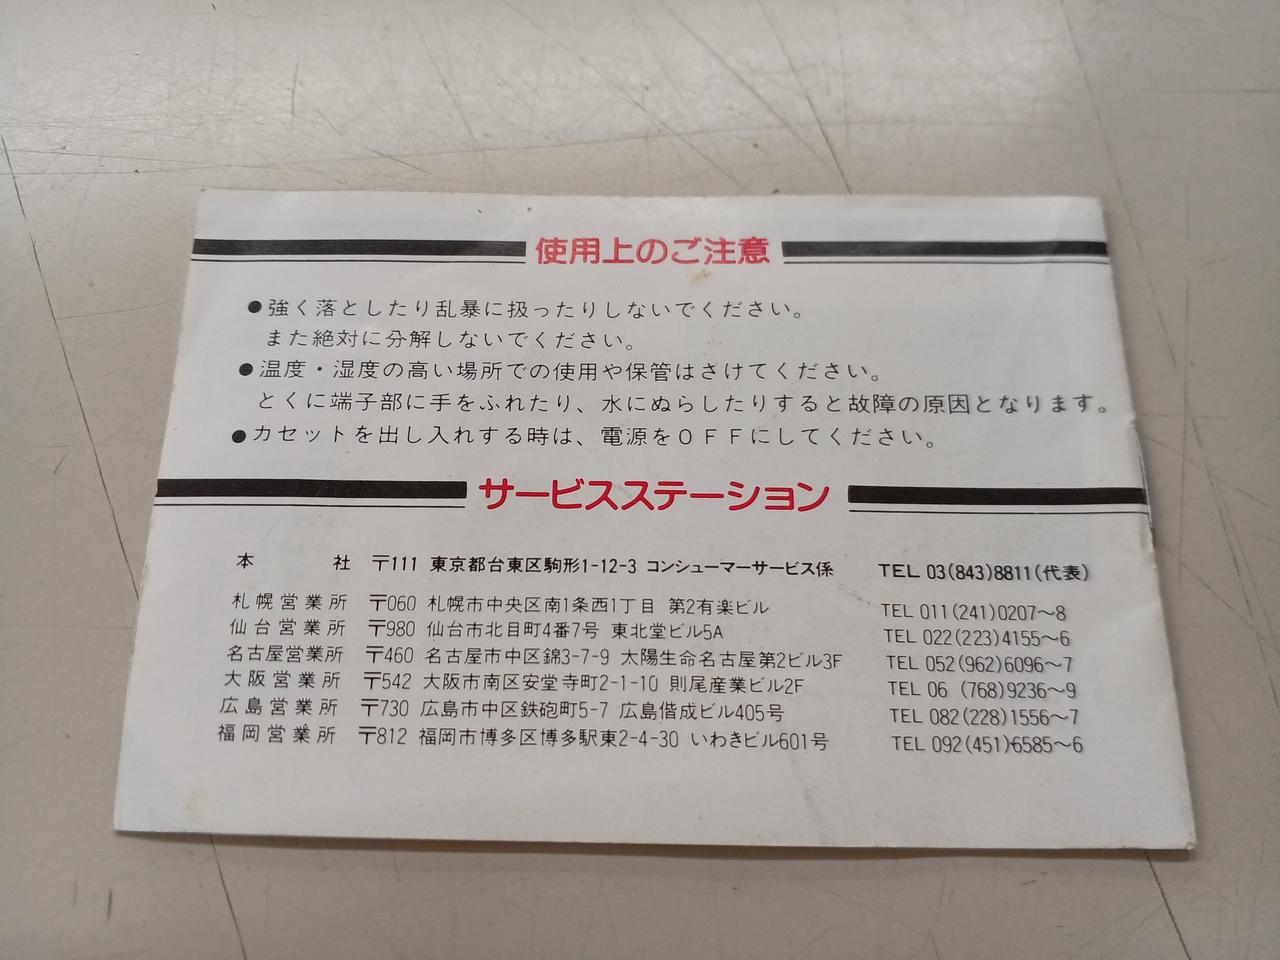 使用上のご注意
●強く落としたり乱暴に扱ったりしないでください。
また絶対に分解しないでください。
●温度・湿度の高い場所での使用や保管はさけてください。
とくに端子部に手をふれたり、水にぬらしたりすると故障の原因となります。
●カセットを出し入れする時は、電源をOFFにしてください。
サービスステーション
本　　社 〒111 東京都台東区駒形1-12-3 コンシューマーサービス係 TEL 03(843)8811(代表)
札幌営業所 〒060 札幌市中央区南1条西1丁目 第2有楽ビル TEL 011(241)0207〜8
仙台営業所 〒980 仙台市北目町4番7号 東北堂ビル5A TEL 022(223)4155〜6
名古屋営業所 〒460 名古屋市中区錦3-7-9 太陽生命名古屋第2ビル3F TEL 052(962)6096〜7
大阪営業所 〒542 大阪市南区安堂寺町2-1-10 則尾産業ビル2F TEL 06 (768)9236〜9
広島営業所 〒730 広島市中区鉄砲町5-7 広島偕成ビル405号 TEL 082(228)1556〜7
福岡営業所 〒812 福岡市博多区博多駅東2-4-30 いわきビル601号 TEL 092(451)6585〜6